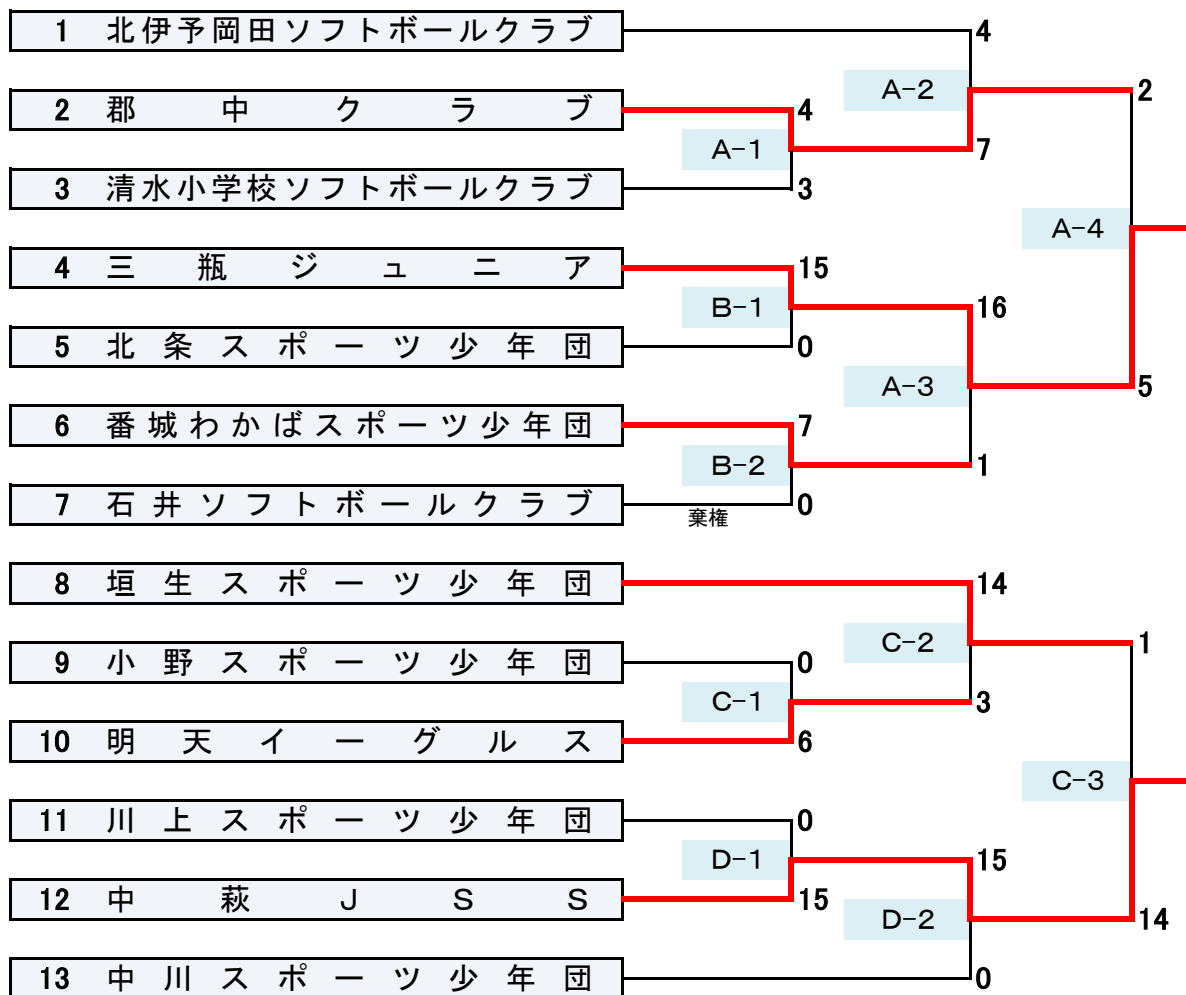 1 北伊予岡田ソフトボールクラブ 4
A-2
2 郡中クラブ 4 2
A-1 7
3 清水小学校ソフトボールクラブ 3
A-4
4 三瓶ジュニア 15
B-1 16
5 北条スポーツ少年団 0
A-3 5
6 番城わかばスポーツ少年団 7
B-2 1
7 石井ソフトボールクラブ 0
棄権
8 垣生スポーツ少年団 14
C-2 1
9 小野スポーツ少年団 0
C-1 3
10 明天イーグルス 6
C-3
11 川上スポーツ少年団 0
D-1 15
12 中萩JSS 15
D-2 14
13 中川スポーツ少年団 0